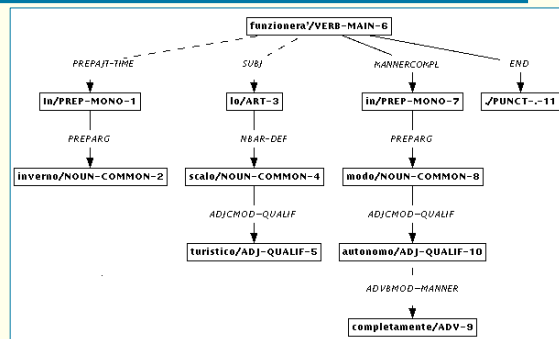 funzionera'/VERB-MAIN-6
PREPAJT-TIME SUBJ MANNERCOMPL END
In/PREP-MONO-1 lo/ART-3 in/PREP-MONO-7 ./PUNCT-.-11
PREPARG NBAR-DEF PREPARG
inverno/NOUN-COMMON-2 scalo/NOUN-COMMON-4 modo/NOUN-COMMON-8
ADJCMOD-QUALIF ADJCMOD-QUALIF
turistico/ADJ-QUALIF-5 autonomo/ADJ-QUALIF-10
ADVBMOD-MANNER
completamente/ADV-9